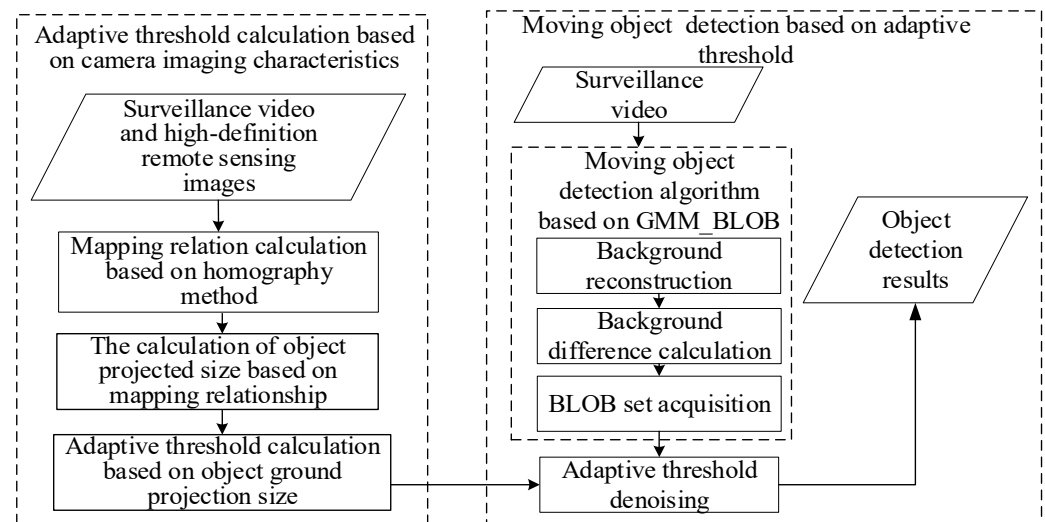 Adaptive threshold calculation based
on camera imaging characteristics
Surveillance video
and high-definition
remote sensing
images
Mapping relation calculation
based on homography
method
The calculation of object
projected size based on
mapping relationship
Adaptive threshold calculation
based on object ground
projection size
Moving object detection based on adaptive
threshold
Surveillance
video
Moving object
detection algorithm
based on GMM_BLOB
Background
reconstruction
Background
difference calculation
BLOB set acquisition
Adaptive threshold
denoising
Object
detection
results